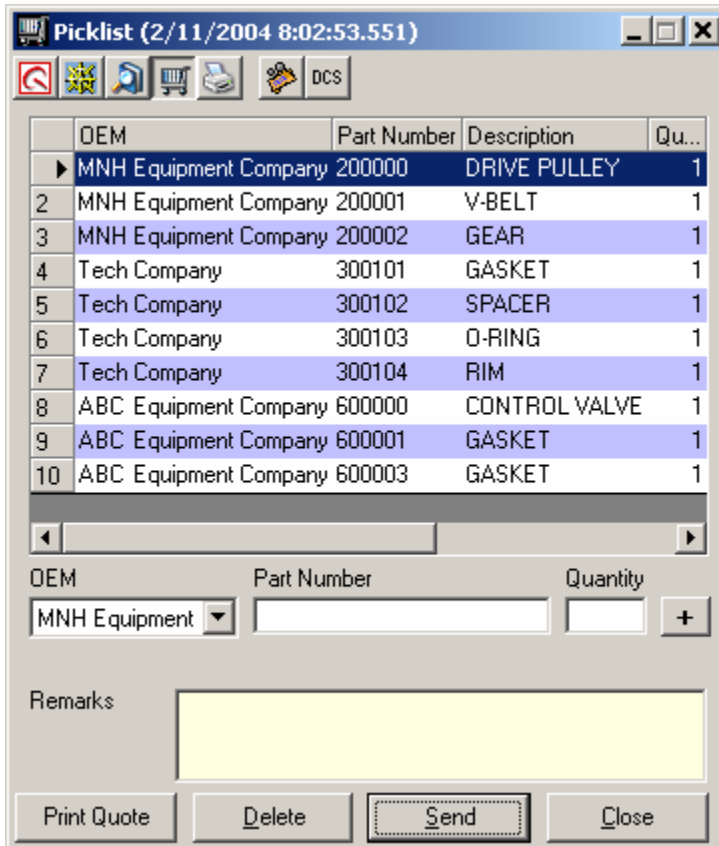 Picklist (2/11/2004 8:02:53.551)
DCS
OEM Part Number Description Qu...
MNH Equipment Company 200000 DRIVE PULLEY 1
2 MNH Equipment Company 200001 V-BELT 1
3 MNH Equipment Company 200002 GEAR 1
4 Tech Company 300101 GASKET 1
5 Tech Company 300102 SPACER 1
6 Tech Company 300103 O-RING 1
7 Tech Company 300104 RIM 1
8 ABC Equipment Company 600000 CONTROL VALVE 1
9 ABC Equipment Company 600001 GASKET 1
10 ABC Equipment Company 600003 GASKET 1
OEM Part Number Quantity
MNH Equipment +
Remarks
Print Quote Delete Send Close